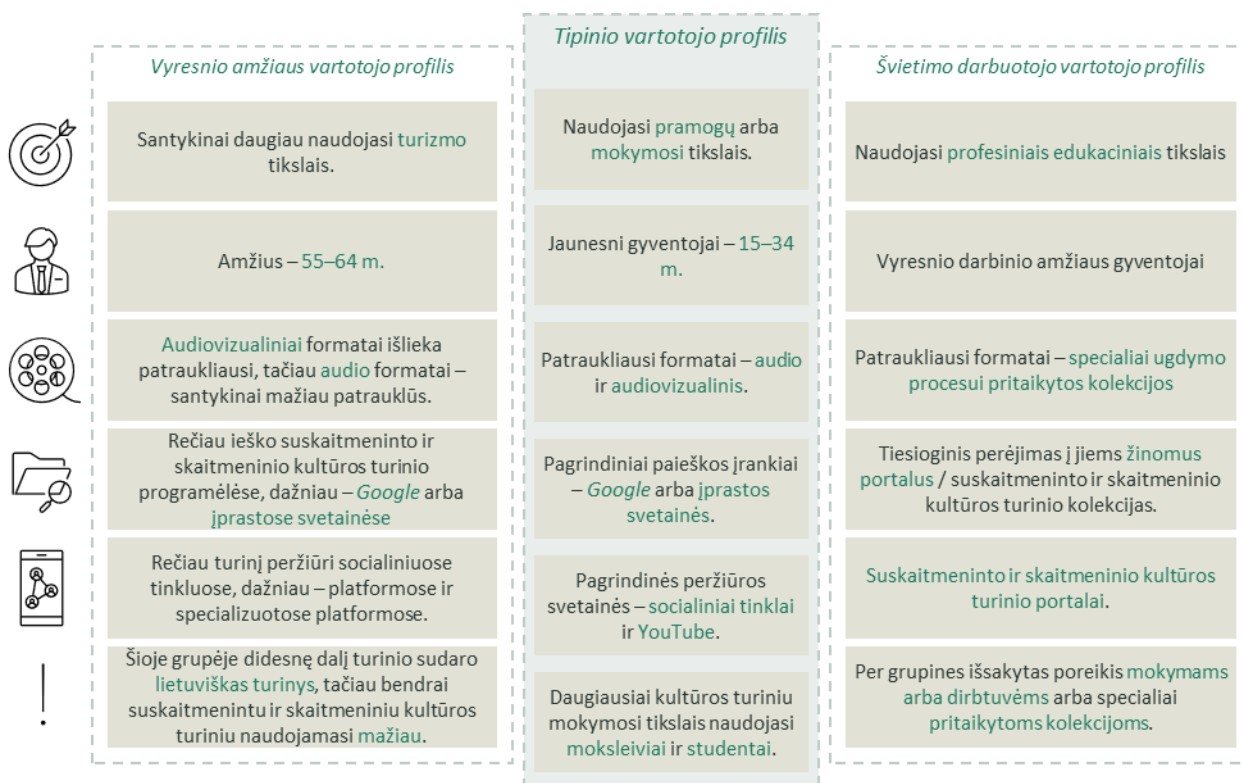 Vyresnio amžiaus vartotojo profilis
Santykinai daugiau naudojasi turizmo
tikslais.
Amžius – 55–64 m.
Audiovizualiniai formatai išlieka
patraukliausi, tačiau audio formatai –
santykinai mažiau patrauklūs.
Rečiau ieško suskaitmeninto ir
skaitmeninio kultūros turinio
programėlėse, dažniau – Google arba
įprastose svetainėse
Rečiau turinį peržiūri socialiniuose
tinkluose, dažniau – platformose ir
specializuotose platformose.
Šioje grupėje didesnę dalį turinio sudaro
lietuviškas turinys, tačiau bendrai
suskaitmenintu ir skaitmeniniu kultūros
turiniu naudojamasi mažiau.
Tipinio vartotojo profilis
Naudojasi pramogų arba
mokymosi tikslais.
Jaunesni gyventojai – 15–34
m.
Patraukliausi formatai – audio
ir audiovizualinis.
Pagrindiniai paieškos įrankiai
– Google arba įprastos
svetainės.
Pagrindinės peržiūros
svetainės – socialiniai tinklai
ir YouTube.
Daugiausiai kultūros turiniu
mokymosi tikslais naudojasi
moksleiviai ir studentai.
Švietimo darbuotojo vartotojo profilis
Naudojasi profesiniais edukaciniais tikslais
Vyresnio darbinio amžiaus gyventojai
Patraukliausi formatai – specialiai ugdymo
procesui pritaikytos kolekcijos
Tiesioginis perėjimas į jiems žinomus
portalus / suskaitmeninto ir skaitmeninio
kultūros turinio kolekcijas.
Suskaitmeninto ir skaitmeninio kultūros
turinio portalai.
Per grupines išsakytas poreikis mokymams
arba dirbtuvėms arba specialiai
pritaikytoms kolekcijoms.